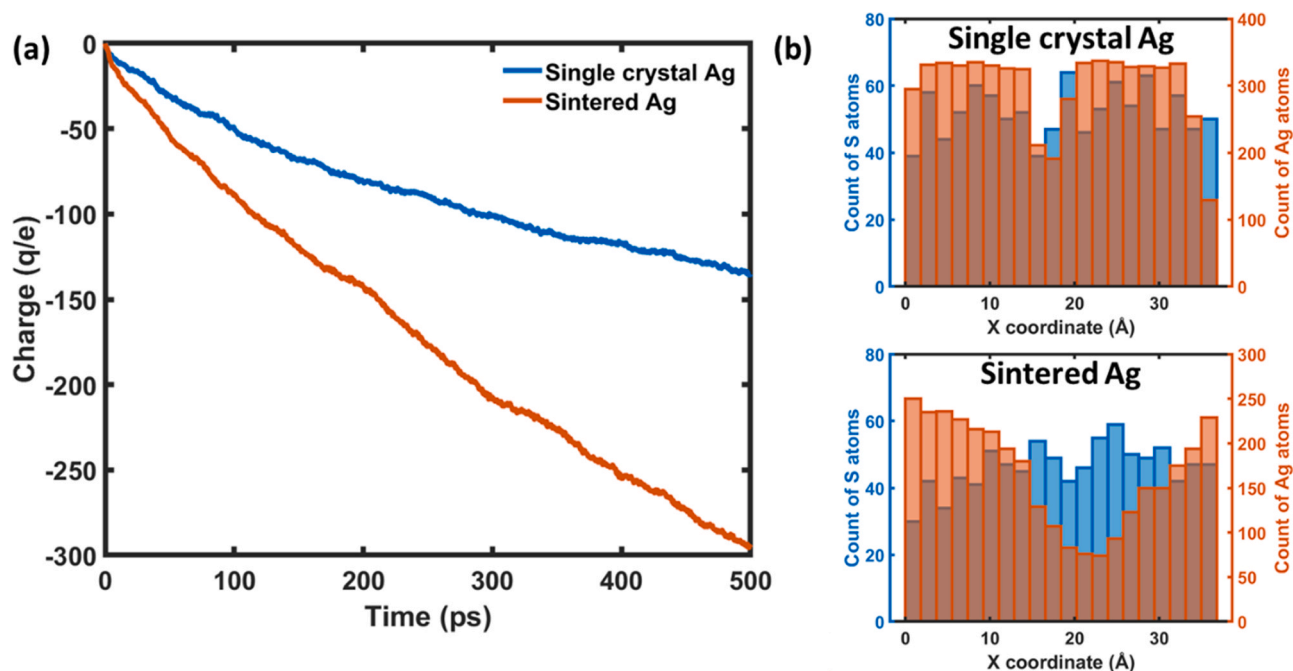 (a)
0
-50
-100
-150
-200
-250
-300
Charge (q/e)
Single crystal Ag
Sintered Ag
0 100 200 300 400 500
Time (ps)
(b)
Single crystal Ag
80
60
40
20
0
Count of S atoms
400
300
200
100
0
Count of Ag atoms
0 10 20 30
X coordinate (Å)
Sintered Ag
80
60
40
20
0
Count of S atoms
300
250
200
150
100
50
0
Count of Ag atoms
0 10 20 30
X coordinate (Å)